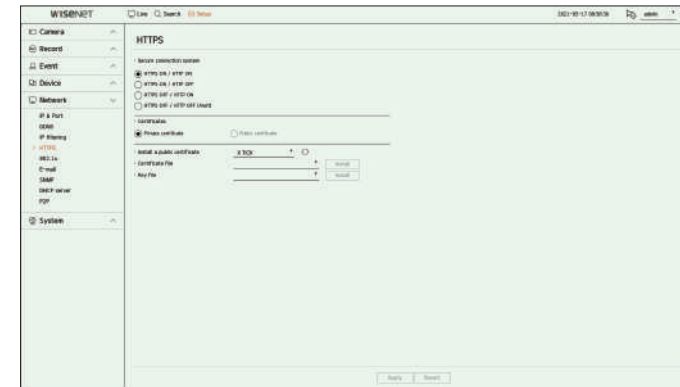 WISENET
Live Search Setup
admin
Camera
Record
Event
Device
Network
IP & Port
DDNS
IP filtering
HTTPS
802.1x
E-mail
SNMP
DHCP server
P2P
System
HTTPS
Secure connection system
HTTPS ON / HTTP ON
HTTPS ON / HTTP OFF
HTTPS OFF / HTTP ON
HTTPS OFF / HTTP OFF
Certificates
Private certificate Public certificate
Install a public certificate
Certificate file Install
Key file Install
Apply Revert